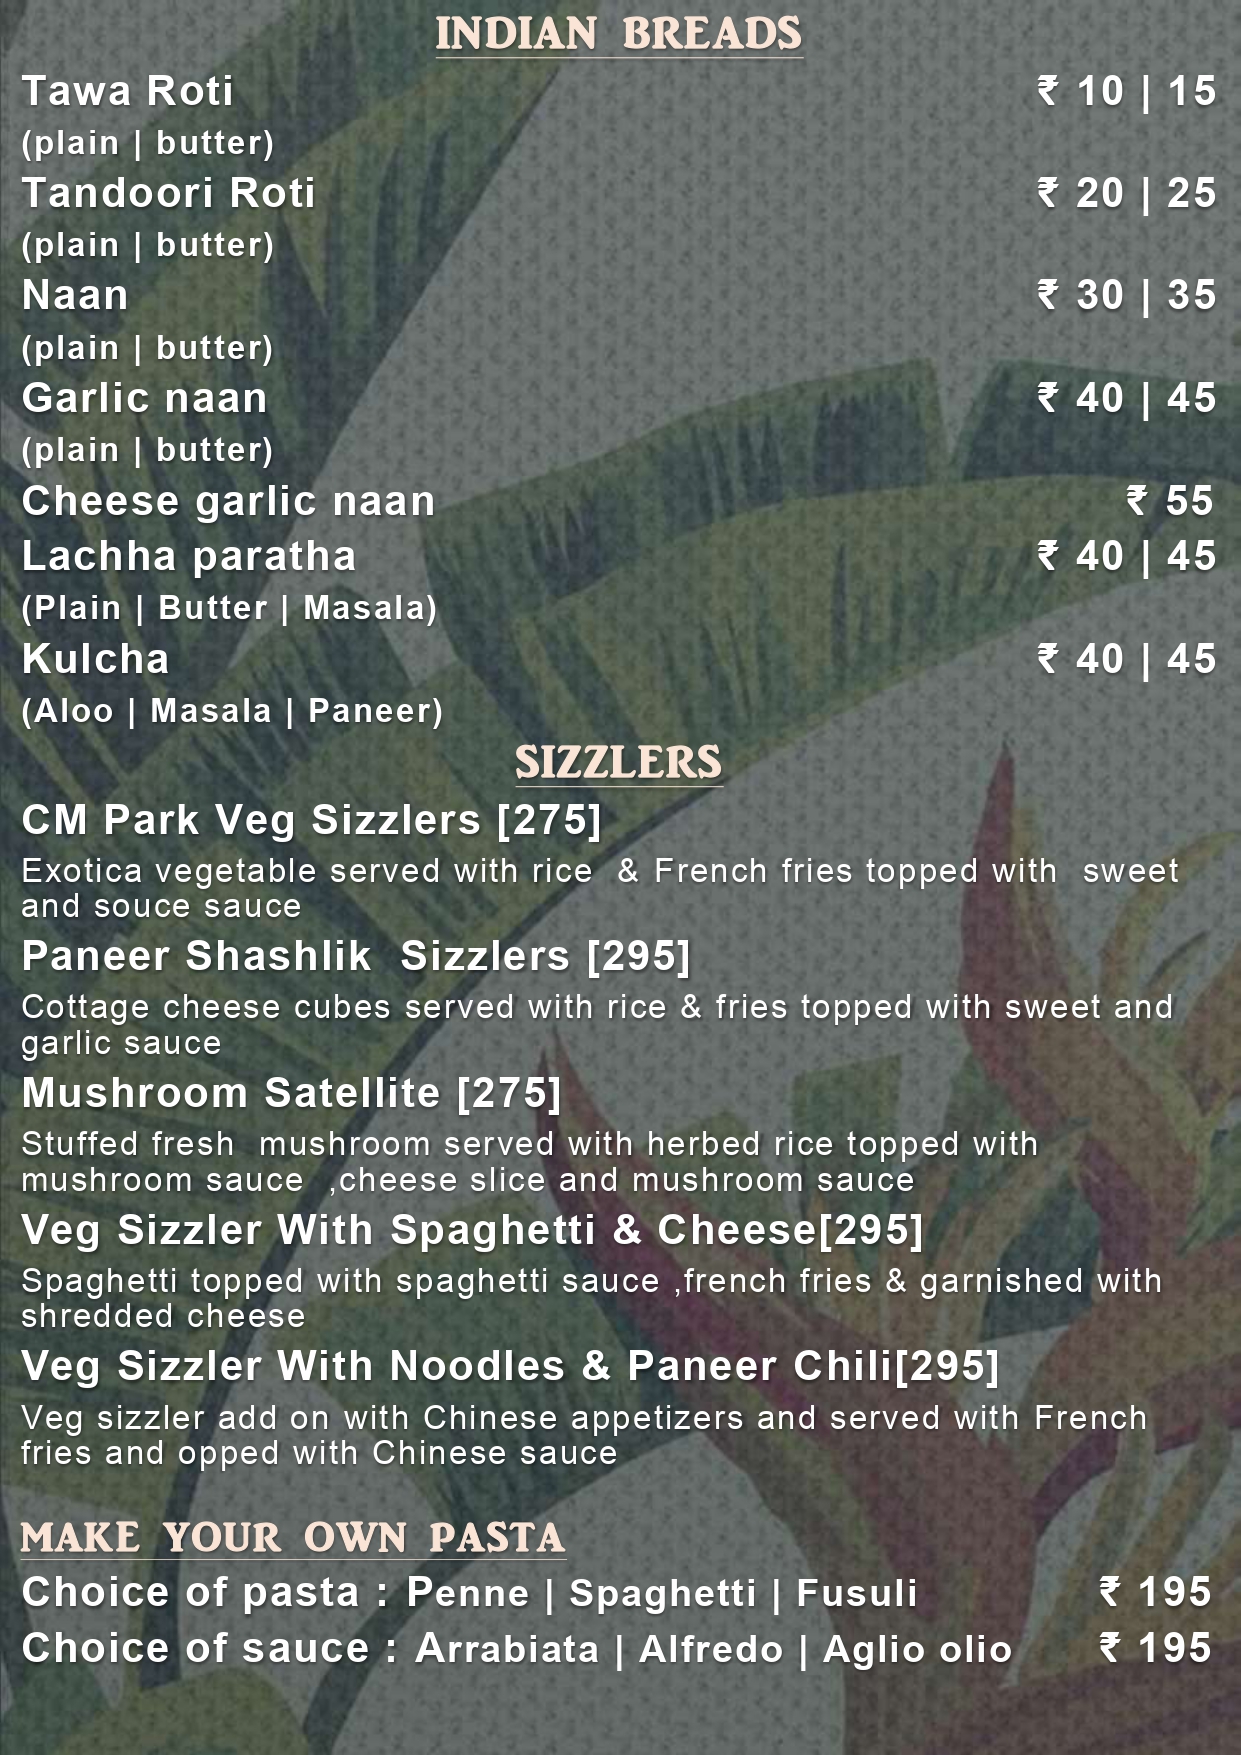 INDIAN BREADS
Tawa Roti ₹ 10 | 15
(plain | butter)
Tandoori Roti ₹ 20 | 25
(plain | butter)
Naan ₹ 30 | 35
(plain | butter)
Garlic naan ₹ 40 | 45
(plain | butter)
Cheese garlic naan ₹ 55
Lachha paratha ₹ 40 | 45
(Plain | Butter | Masala)
Kulcha ₹ 40 | 45
(Aloo | Masala | Paneer)
SIZZLERS
CM Park Veg Sizzlers [275]
Exotica vegetable served with rice & French fries topped with sweet
and souce sauce
Paneer Shashlik Sizzlers [295]
Cottage cheese cubes served with rice & fries topped with sweet and
garlic sauce
Mushroom Satellite [275]
Stuffed fresh mushroom served with herbed rice topped with
mushroom sauce ,cheese slice and mushroom sauce
Veg Sizzler With Spaghetti & Cheese[295]
Spaghetti topped with spaghetti sauce ,french fries & garnished with
shredded cheese
Veg Sizzler With Noodles & Paneer Chili[295]
Veg sizzler add on with Chinese appetizers and served with French
fries and opped with Chinese sauce
MAKE YOUR OWN PASTA
Choice of pasta : Penne | Spaghetti | Fusuli ₹ 195
Choice of sauce : Arrabiata | Alfredo | Aglio olio ₹ 195